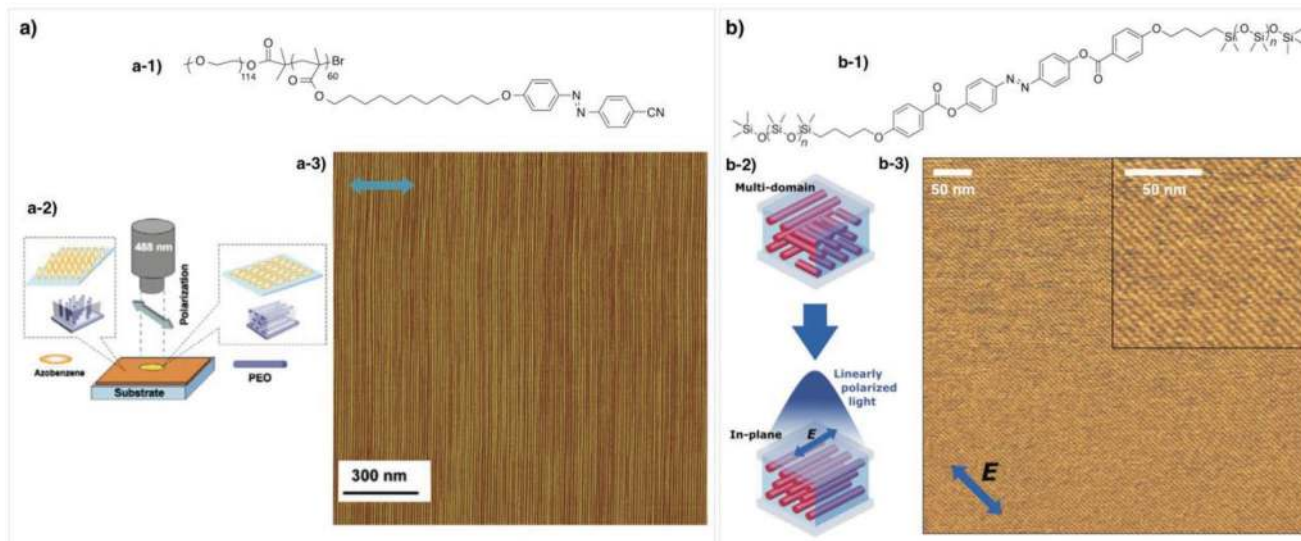 a)
a-1)
O
O
O
114
Br
60
O
O
O
N
N
CN
a-2)
488 nm
Polarization
Azobenzene
PEO
Substrate
a-3)
300 nm
b)
b-1)
O
Si
O
Si
O
Si
n
O
O
N
N
O
O
Si
O
Si
O
Si
n
O
b-2)
Multi-domain
Linearly
polarized
light
In-plane
E
b-3)
50 nm
50 nm
E